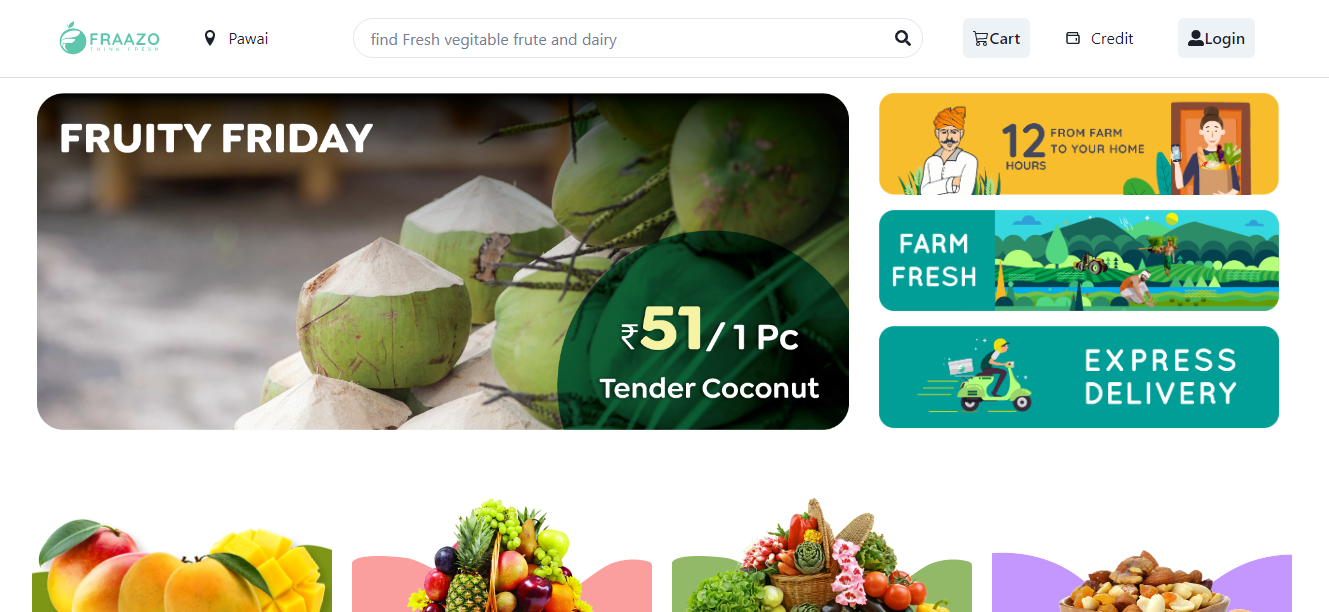 FRAAZO
THINK FRESH
Pawai
find Fresh vegitable frute and dairy
Cart
Credit
Login
FRUITY FRIDAY
₹51/ 1 Pc
Tender Coconut
12 HOURS
FROM FARM
TO YOUR HOME
FARM
FRESH
EXPRESS
DELIVERY